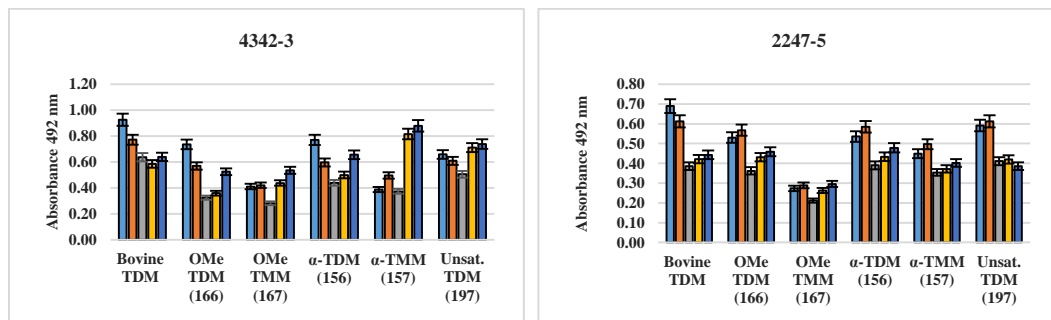 4342-3
Absorbance 492 nm
1.20
1.00
0.80
0.60
0.40
0.20
0.00
Bovine
TDM
OMe
TDM
(166)
OMe
TMM
(167)
α-TDM
(156)
α-TMM
(157)
Unsat.
TDM
(197)
2247-5
Absorbance 492 nm
0.80
0.70
0.60
0.50
0.40
0.30
0.20
0.10
0.00
Bovine
TDM
OMe
TDM
(166)
OMe
TMM
(167)
α-TDM
(156)
α-TMM
(157)
Unsat.
TDM
(197)